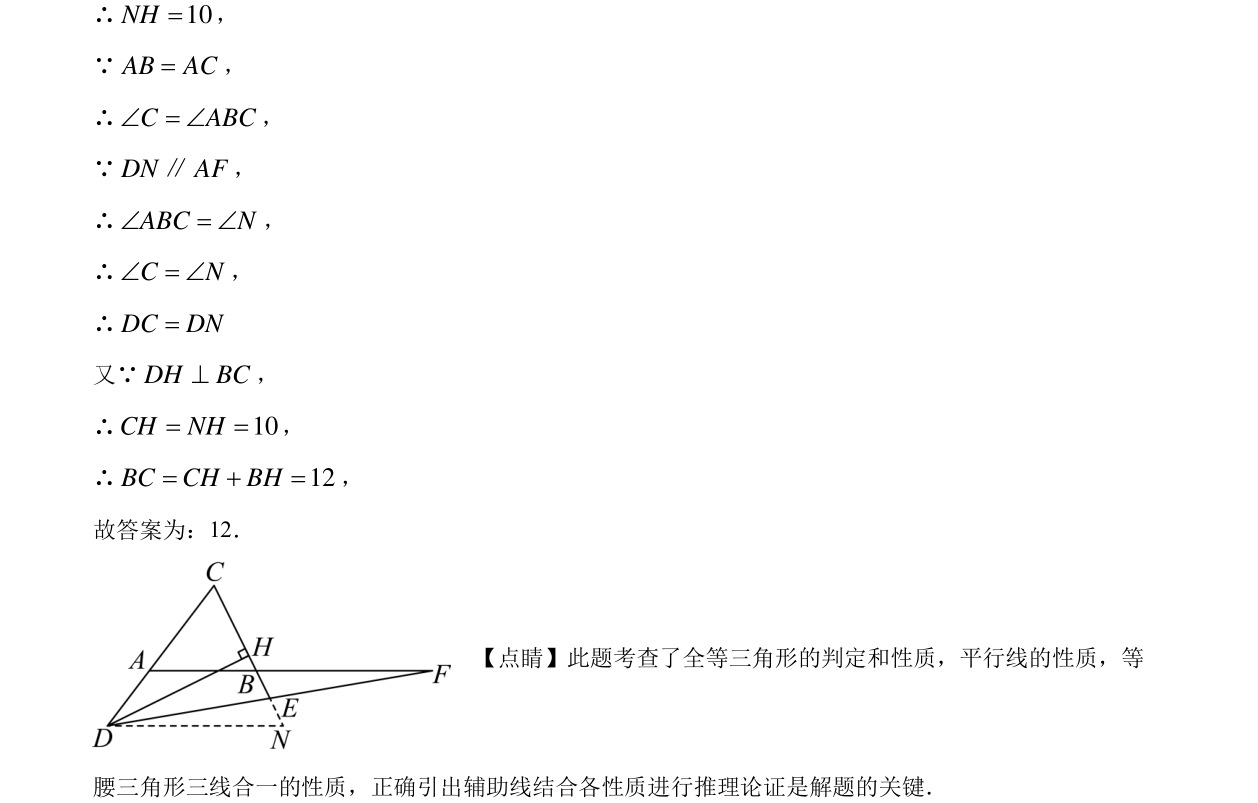 ∴ NH =10，
∵ AB = AC，
∴ ∠C = ∠ABC，
∵ DN ∥ AF，
∴ ∠ABC = ∠N，
∴ ∠C = ∠N，
∴ DC = DN
又∵ DH ⊥ BC，
∴ CH = NH =10，
∴ BC = CH + BH =12，
故答案为：12．
C
H
A
B
F
E
D
N
【点睛】此题考查了全等三角形的判定和性质，平行线的性质，等
腰三角形三线合一的性质，正确引出辅助线结合各性质进行推理论证是解题的关键．